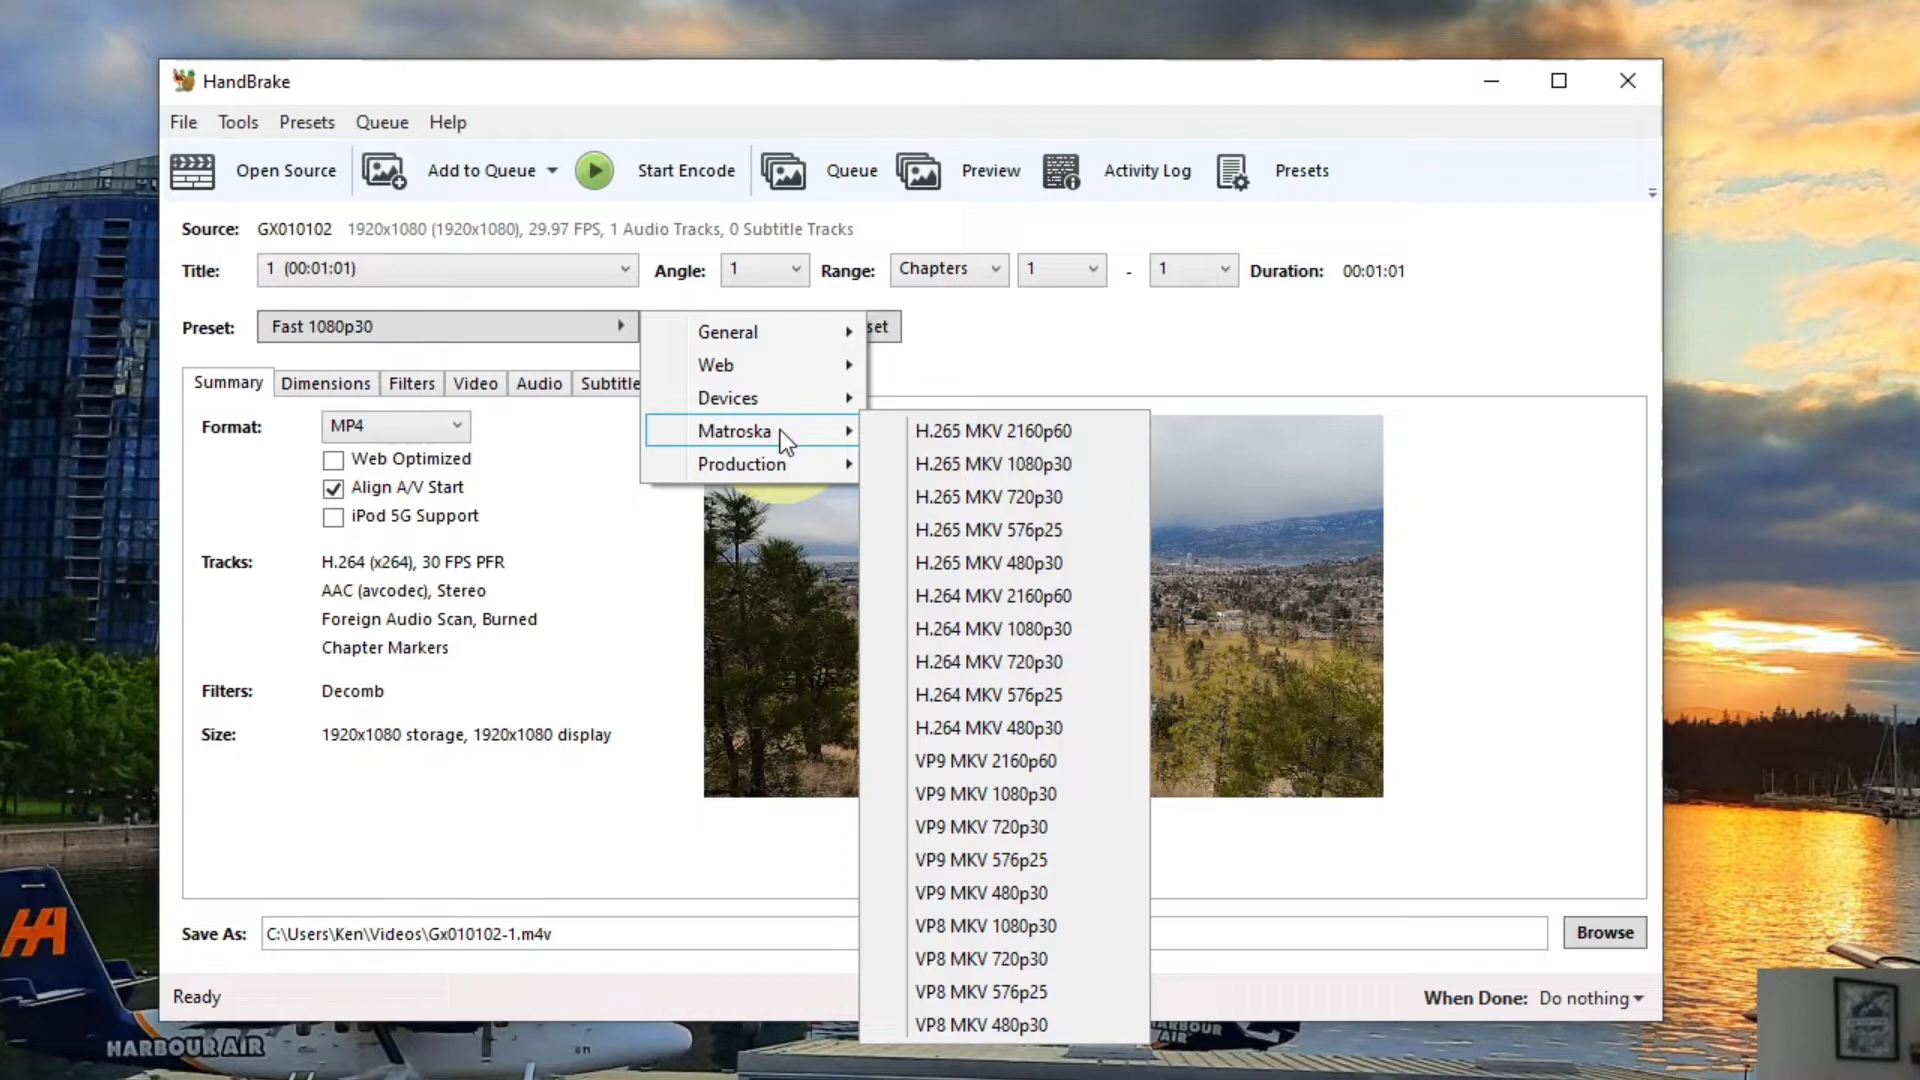 HandBrake
File Tools Presets Queue Help
Open Source Add to Queue Start Encode Queue Preview Activity Log Presets
Source: GX010102 1920x1080 (1920x1080), 29.97 FPS, 1 Audio Tracks, 0 Subtitle Tracks
Title: 1 (00:01:01) Angle: 1 Range: Chapters 1 - 1 Duration: 00:01:01
Preset: Fast 1080p30 set
General
Web
Devices
Matroska
Production
Summary Dimensions Filters Video Audio Subtitle
Format: MP4
Web Optimized
Align A/V Start
iPod 5G Support
Tracks: H.264 (x264), 30 FPS PFR
AAC (avcodec), Stereo
Foreign Audio Scan, Burned
Chapter Markers
Filters: Decomb
Size: 1920x1080 storage, 1920x1080 display
H.265 MKV 2160p60
H.265 MKV 1080p30
H.265 MKV 720p30
H.265 MKV 576p25
H.265 MKV 480p30
H.264 MKV 2160p60
H.264 MKV 1080p30
H.264 MKV 720p30
H.264 MKV 576p25
H.264 MKV 480p30
VP9 MKV 2160p60
VP9 MKV 1080p30
VP9 MKV 720p30
VP9 MKV 576p25
VP9 MKV 480p30
VP8 MKV 1080p30
VP8 MKV 720p30
VP8 MKV 576p25
VP8 MKV 480p30
Save As: C:\Users\Ken\Videos\Gx010102-1.m4v Browse
Ready When Done: Do nothing
HARBOUR AIR